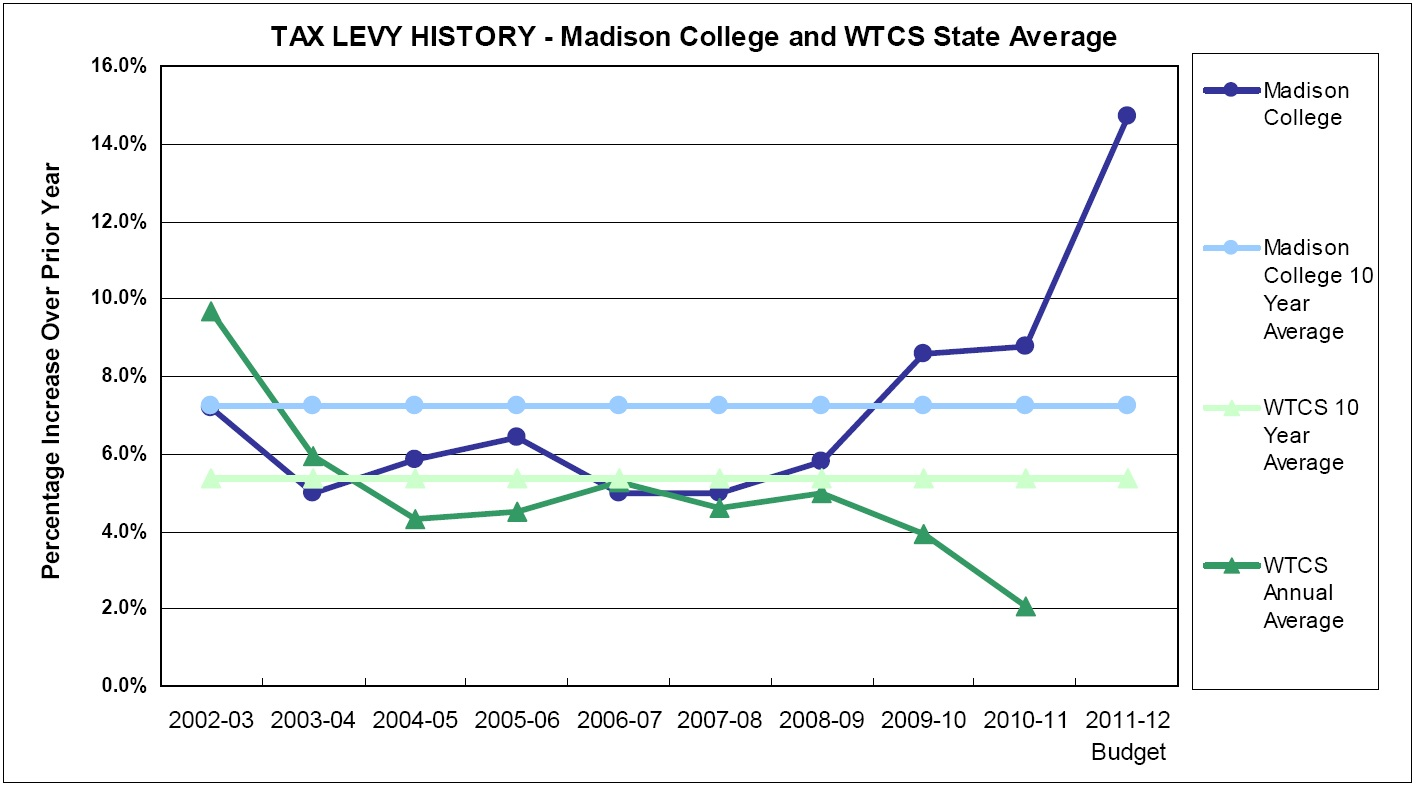 TAX LEVY HISTORY - Madison College and WTCS State Average
Percentage Increase Over Prior Year
16.0%
14.0%
12.0%
10.0%
8.0%
6.0%
4.0%
2.0%
0.0%
2002-03 2003-04 2004-05 2005-06 2006-07 2007-08 2008-09 2009-10 2010-11 2011-12
Budget
Madison
College
Madison
College 10
Year
Average
WTCS 10
Year
Average
WTCS
Annual
Average